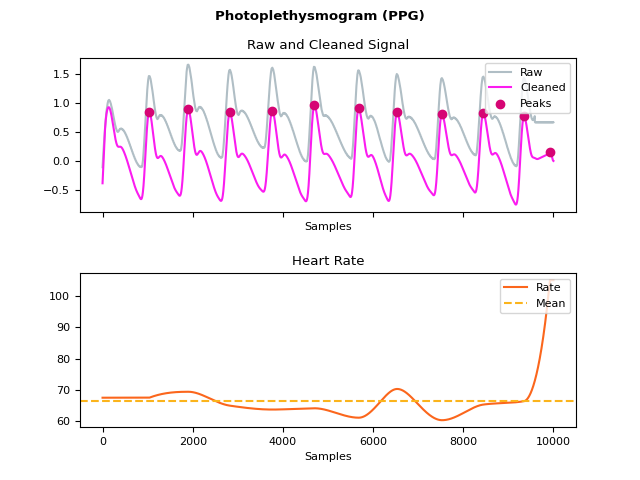 Photoplethysmogram (PPG)
Raw and Cleaned Signal
1.5
1.0
0.5
0.0
−0.5
Raw
Cleaned
Peaks
Samples
Heart Rate
100
90
80
70
60
Rate
Mean
0
2000
4000
6000
8000
10000
Samples